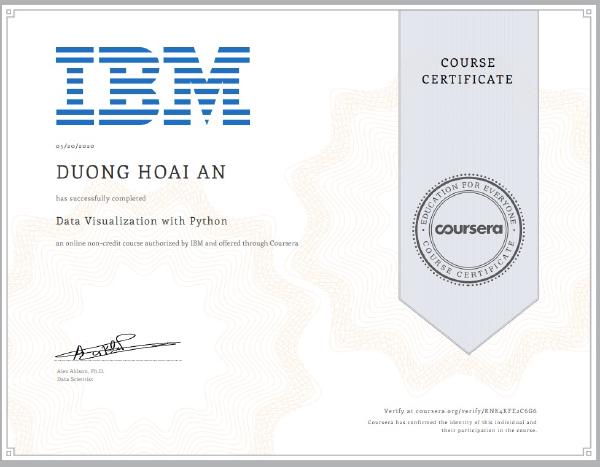 IBM
05/20/2020
DUONG HOAI AN
has successfully completed
Data Visualization with Python
an online non-credit course authorized by IBM and offered through Coursera
Alex Aklson, Ph.D.
Data Scientist
COURSE
CERTIFICATE
EDUCATION FOR EVERYONE
coursera
COURSE CERTIFICATE
Verify at coursera.org/verify/
Coursera has confirmed the identity of this individual and
their participation in the course.